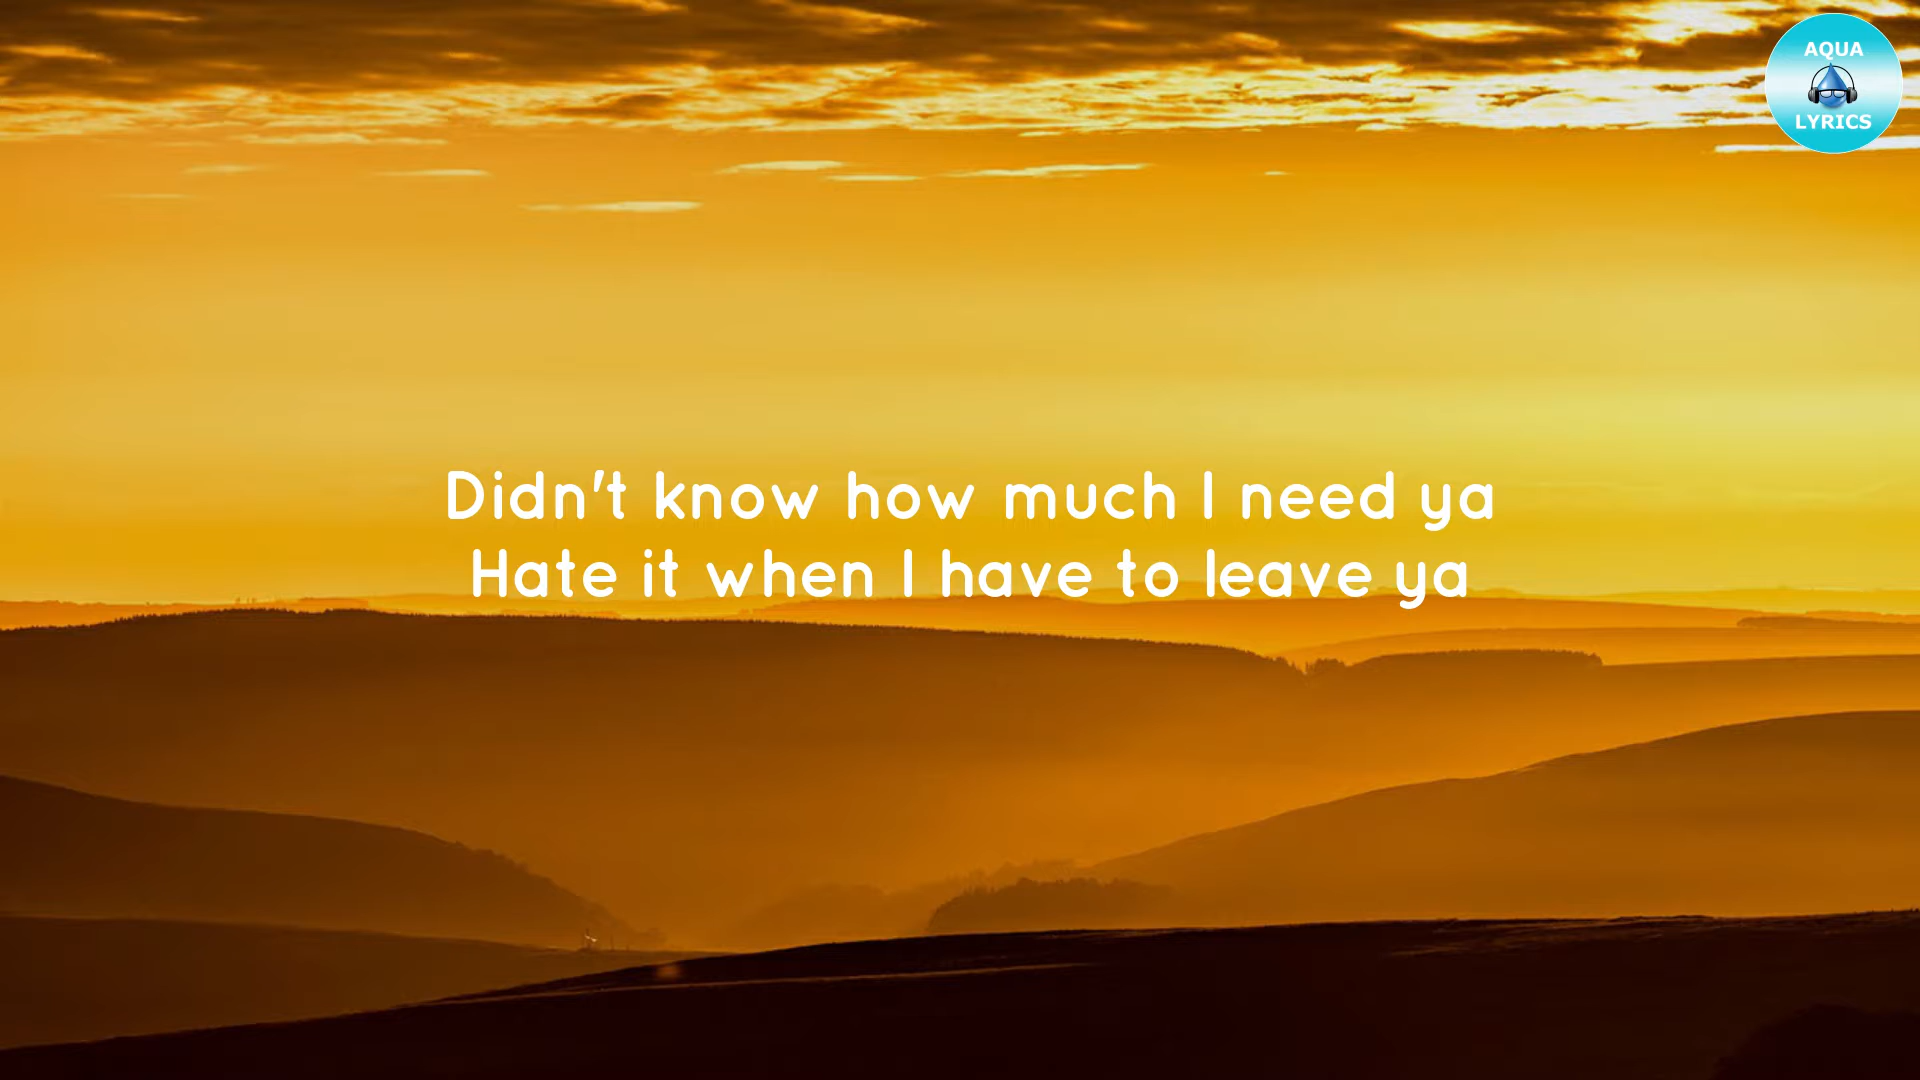 AQUA
LYRICS
Didn't know how much I need ya
Hate it when I have to leave ya